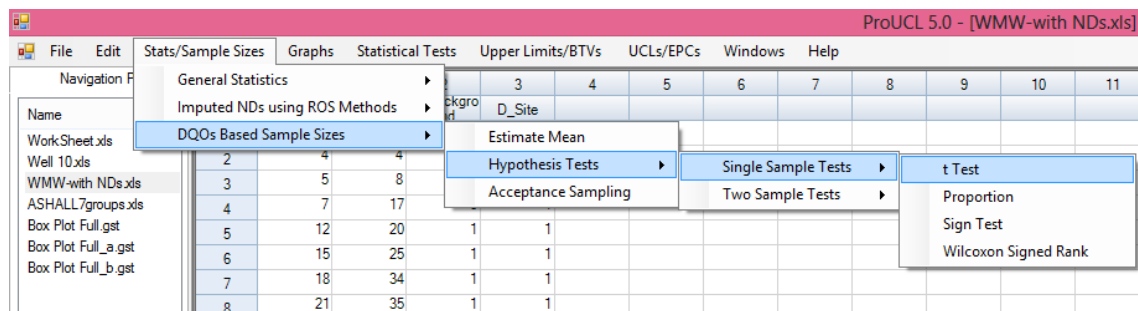 ProUCL 5.0 - [WMW-with NDs.xls]
File Edit Stats/Sample Sizes Graphs Statistical Tests Upper Limits/BTVs UCLs/EPCs Windows Help
Navigation P
General Statistics
Imputed NDs using ROS Methods
DQOs Based Sample Sizes
Estimate Mean
Hypothesis Tests
Acceptance Sampling
Single Sample Tests
Two Sample Tests
t Test
Proportion
Sign Test
Wilcoxon Signed Rank
Name
WorkSheet.xls
Well 10.xls
WMW-with NDs.xls
ASHALL7groups.xls
Box Plot Full.gst
Box Plot Full_a.gst
Box Plot Full_b.gst
3 4 5 6 7 8 9 10 11
D_Site
2 4 4
3 5 8
4 7 17
5 12 20 1 1
6 15 25 1 1
7 18 34 1 1
8 21 35 1 1